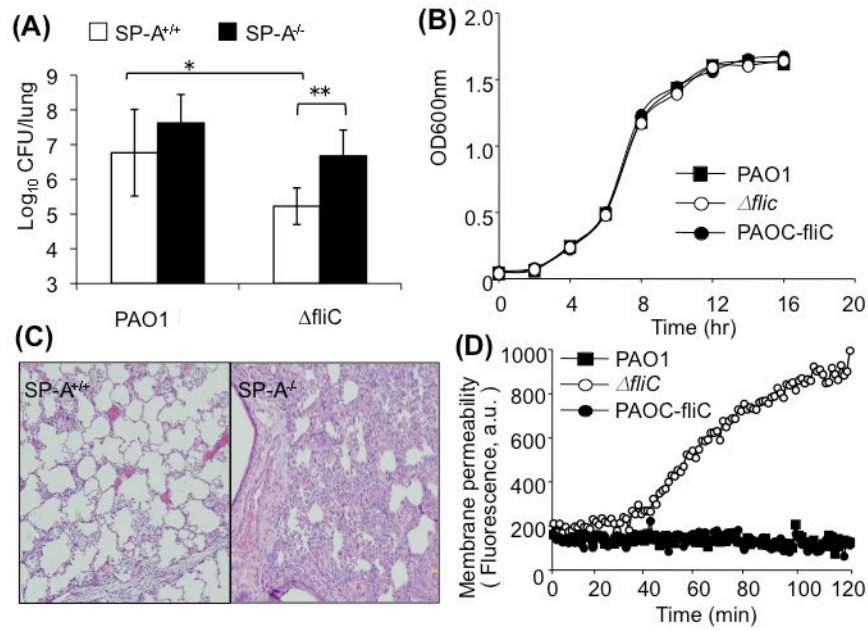 (A)
SP-A+/+
SP-A-/-
*
**
Log10 CFU/lung
9
8
7
6
5
4
3
PAO1
ΔfliC
(B)
OD600nm
2.0
1.5
1.0
0.5
0
PAO1
Δflic
PAOC-fliC
0 4 8 12 16 20
Time (hr)
(C)
SP-A+/+
SP-A-/-
(D)
Membrane permeability
( Fluorescence, a.u. )
1000
800
600
400
200
0
PAO1
ΔfliC
PAOC-fliC
0 20 40 60 80 100 120
Time (min)